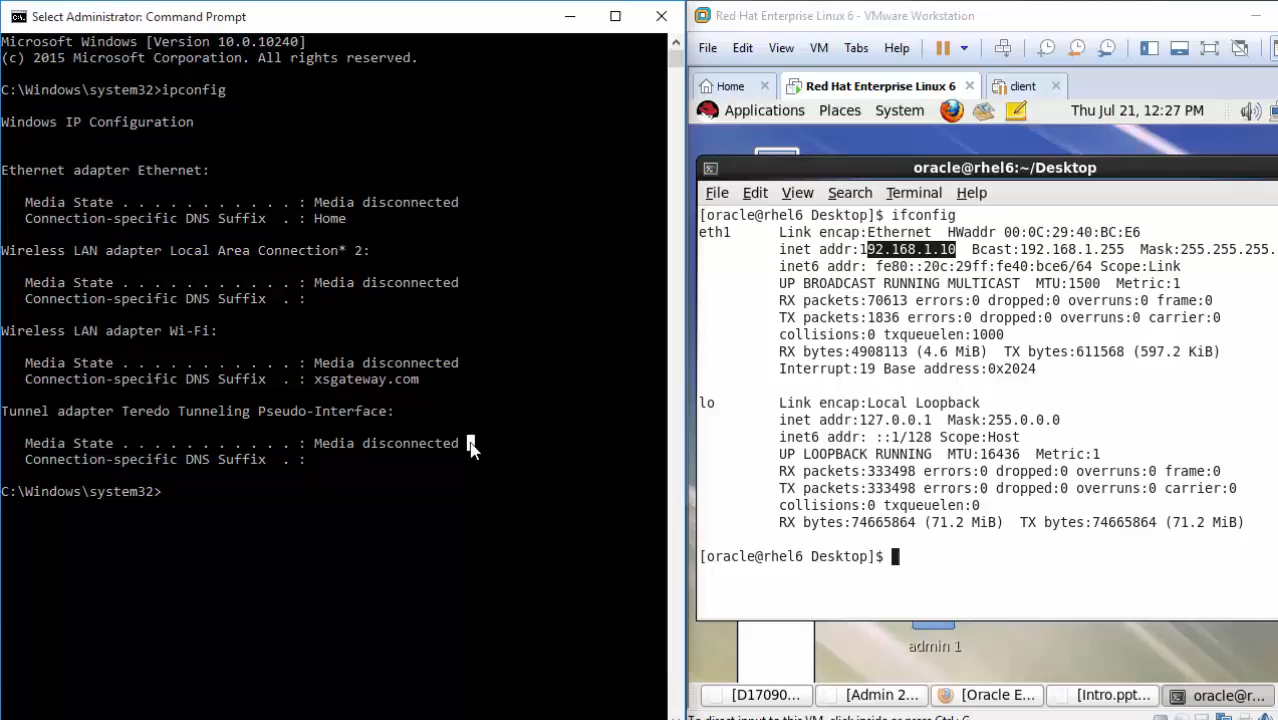 Select Administrator: Command Prompt
Microsoft Windows [Version 10.0.10240]
(c) 2015 Microsoft Corporation. All rights reserved.
C:\Windows\system32>ipconfig
Windows IP Configuration
Ethernet adapter Ethernet:
Media State . . . . . . . . . . . : Media disconnected
Connection-specific DNS Suffix  . : Home
Wireless LAN adapter Local Area Connection* 2:
Media State . . . . . . . . . . . : Media disconnected
Connection-specific DNS Suffix  . :
Wireless LAN adapter Wi-Fi:
Media State . . . . . . . . . . . : Media disconnected
Connection-specific DNS Suffix  . : xsgateway.com
Tunnel adapter Teredo Tunneling Pseudo-Interface:
Media State . . . . . . . . . . . : Media disconnected
Connection-specific DNS Suffix  . :
C:\Windows\system32>
Red Hat Enterprise Linux 6 - VMware Workstation
File Edit View VM Tabs Help
Home Red Hat Enterprise Linux 6 client
Applications Places System Thu Jul 21, 12:27 PM
oracle@rhel6:~/Desktop
File Edit View Search Terminal Help
[oracle@rhel6 Desktop]$ ifconfig
eth1 Link encap:Ethernet HWaddr 00:0C:29:40:BC:E6
inet addr:192.168.1.10 Bcast:192.168.1.255 Mask:255.255.255.
inet6 addr: fe80::20c:29ff:fe40:bce6/64 Scope:Link
UP BROADCAST RUNNING MULTICAST MTU:1500 Metric:1
RX packets:70613 errors:0 dropped:0 overruns:0 frame:0
TX packets:1836 errors:0 dropped:0 overruns:0 carrier:0
collisions:0 txqueuelen:1000
RX bytes:4908113 (4.6 MiB) TX bytes:611568 (597.2 KiB)
Interrupt:19 Base address:0x2024
lo Link encap:Local Loopback
inet addr:127.0.0.1 Mask:255.0.0.0
inet6 addr: ::1/128 Scope:Host
UP LOOPBACK RUNNING MTU:16436 Metric:1
RX packets:333498 errors:0 dropped:0 overruns:0 frame:0
TX packets:333498 errors:0 dropped:0 overruns:0 carrier:0
collisions:0 txqueuelen:0
RX bytes:74665864 (71.2 MiB) TX bytes:74665864 (71.2 MiB)
[oracle@rhel6 Desktop]$
admin 1
[D17090... [Admin 2... [Oracle E... [Intro.ppt... oracle@r...
To direct input to this VM, click inside or press Ctrl+G.